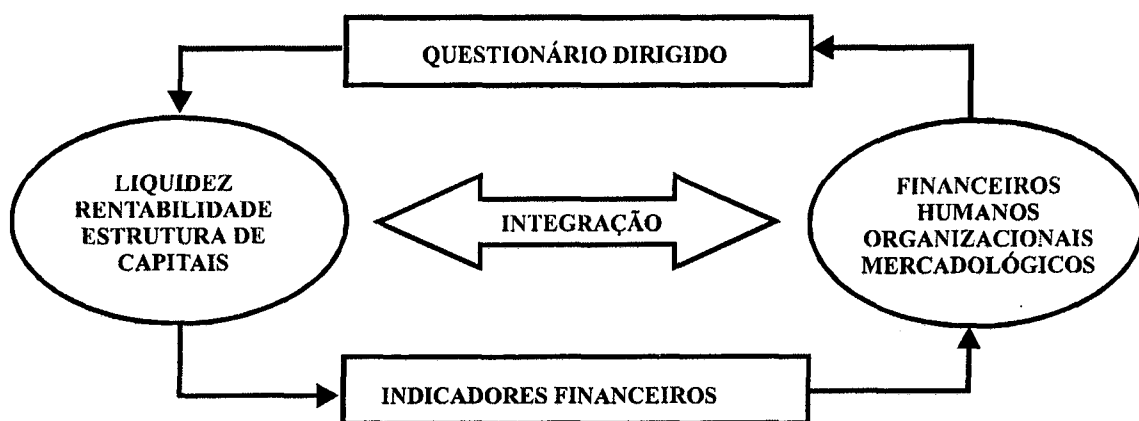 QUESTIONÁRIO DIRIGIDO
LIQUIDEZ
RENTABILIDADE
ESTRUTURA DE
CAPITAIS
INTEGRAÇÃO
FINANCEIROS
HUMANOS
ORGANIZACIONAIS
MERCADOLÓGICOS
INDICADORES FINANCEIROS